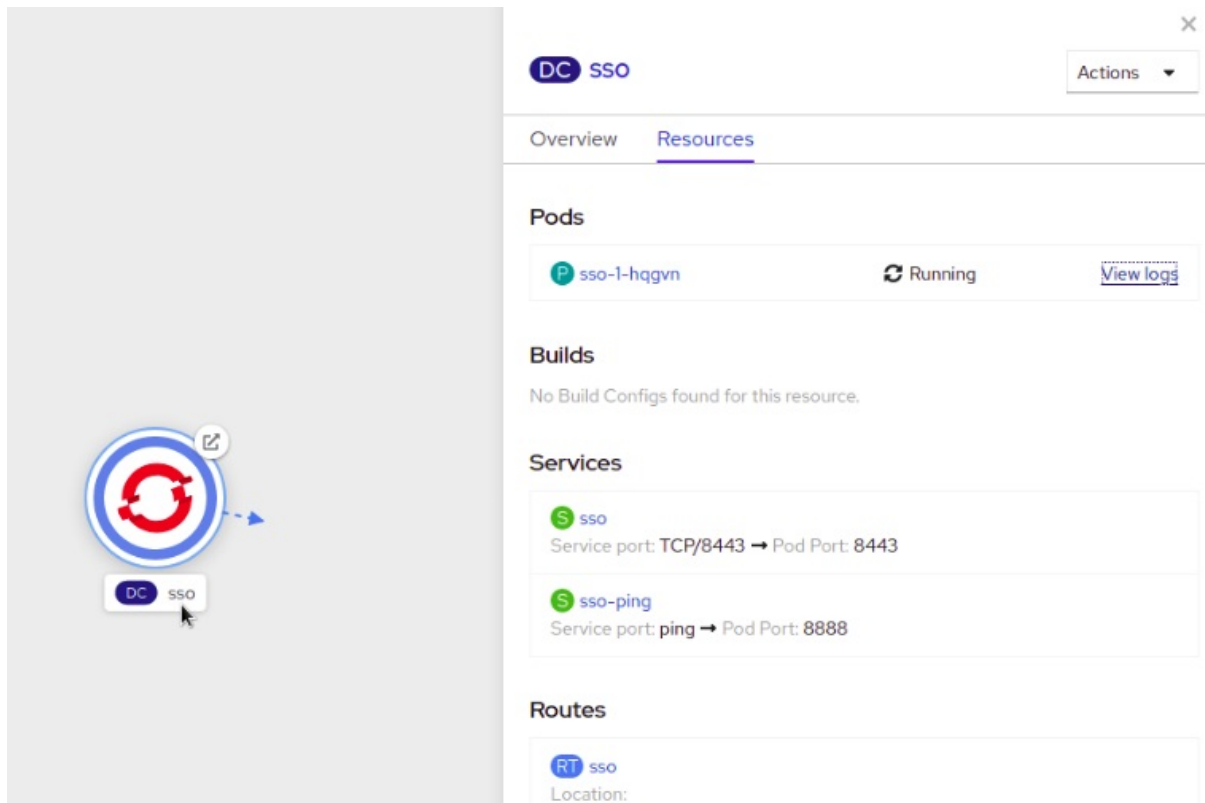 DC sso
Actions
Overview Resources
Pods
P sso-1-hqgvn Running View logs
Builds
No Build Configs found for this resource.
Services
S sso
Service port: TCP/8443 → Pod Port: 8443
S sso-ping
Service port: ping → Pod Port: 8888
Routes
RT sso
Location:
DC sso